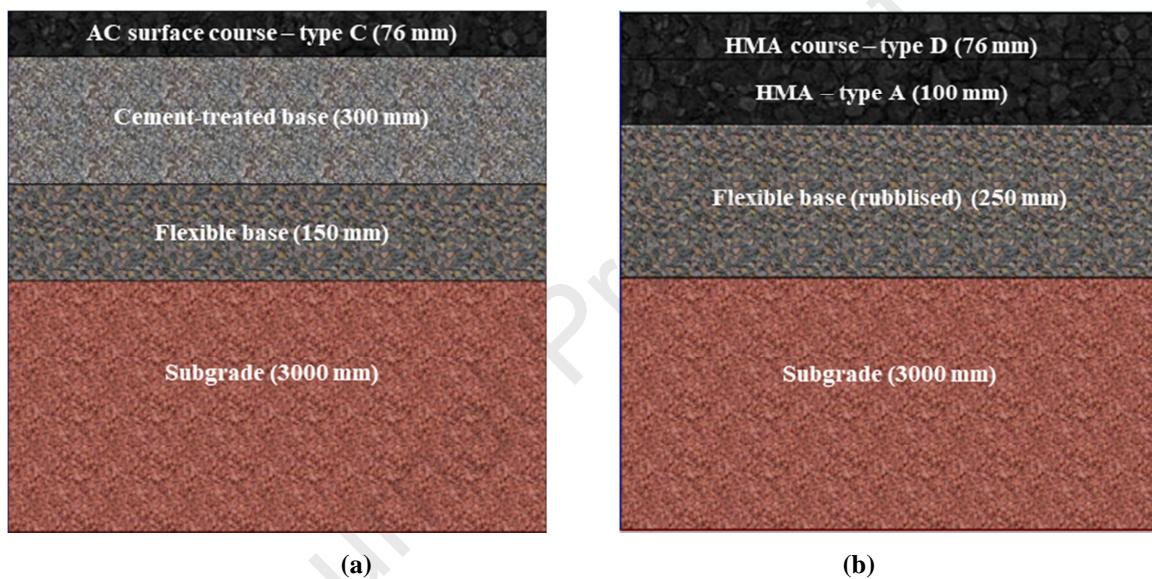 AC surface course – type C (76 mm)
Cement-treated base (300 mm)
Flexible base (150 mm)
Subgrade (3000 mm)
(a)
HMA course – type D (76 mm)
HMA – type A (100 mm)
Flexible base (rubblised) (250 mm)
Subgrade (3000 mm)
(b)